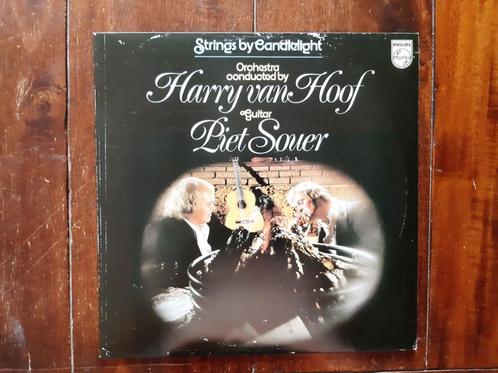 Strings by Candlelight
PHILIPS
Orchestra
conducted by
Harry van Hoof
Guitar
Piet Souer